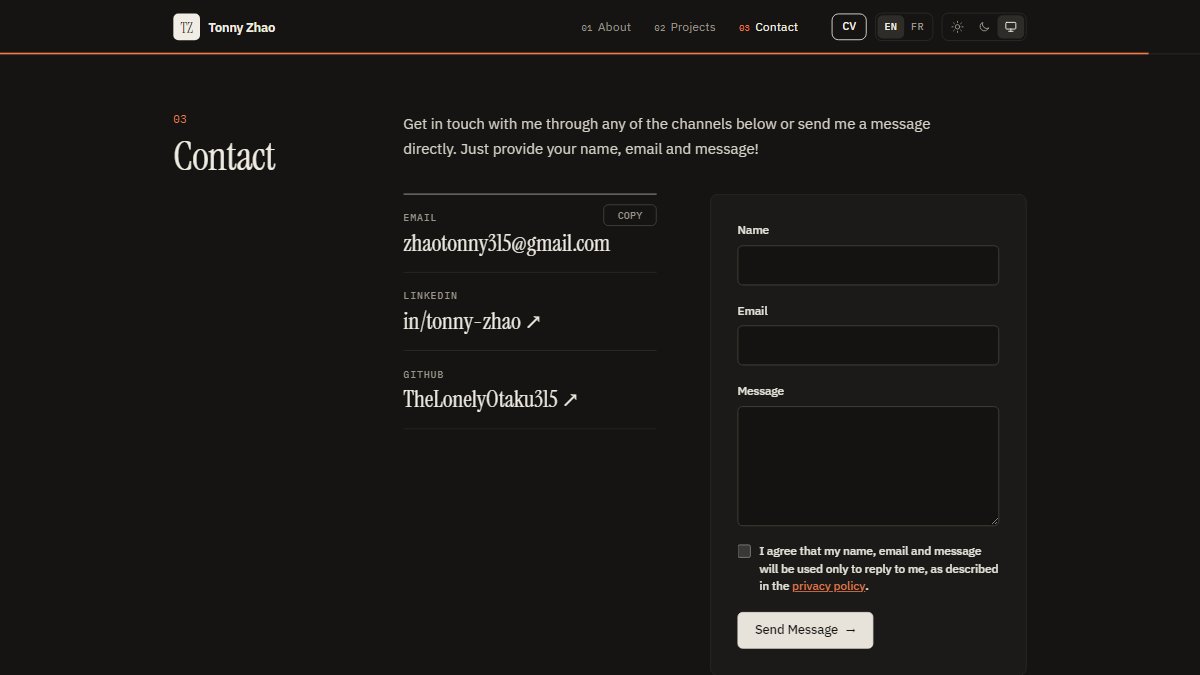 TZ Tonny Zhao
01 About 02 Projects 03 Contact CV EN FR
03
Contact
Get in touch with me through any of the channels below or send me a message
directly. Just provide your name, email and message!
EMAIL
COPY
zhaotonny315@gmail.com
LINKEDIN
in/tonny-zhao ↗
GITHUB
TheLonelyOtaku315 ↗
Name
Email
Message
I agree that my name, email and message
will be used only to reply to me, as described
in the privacy policy.
Send Message →